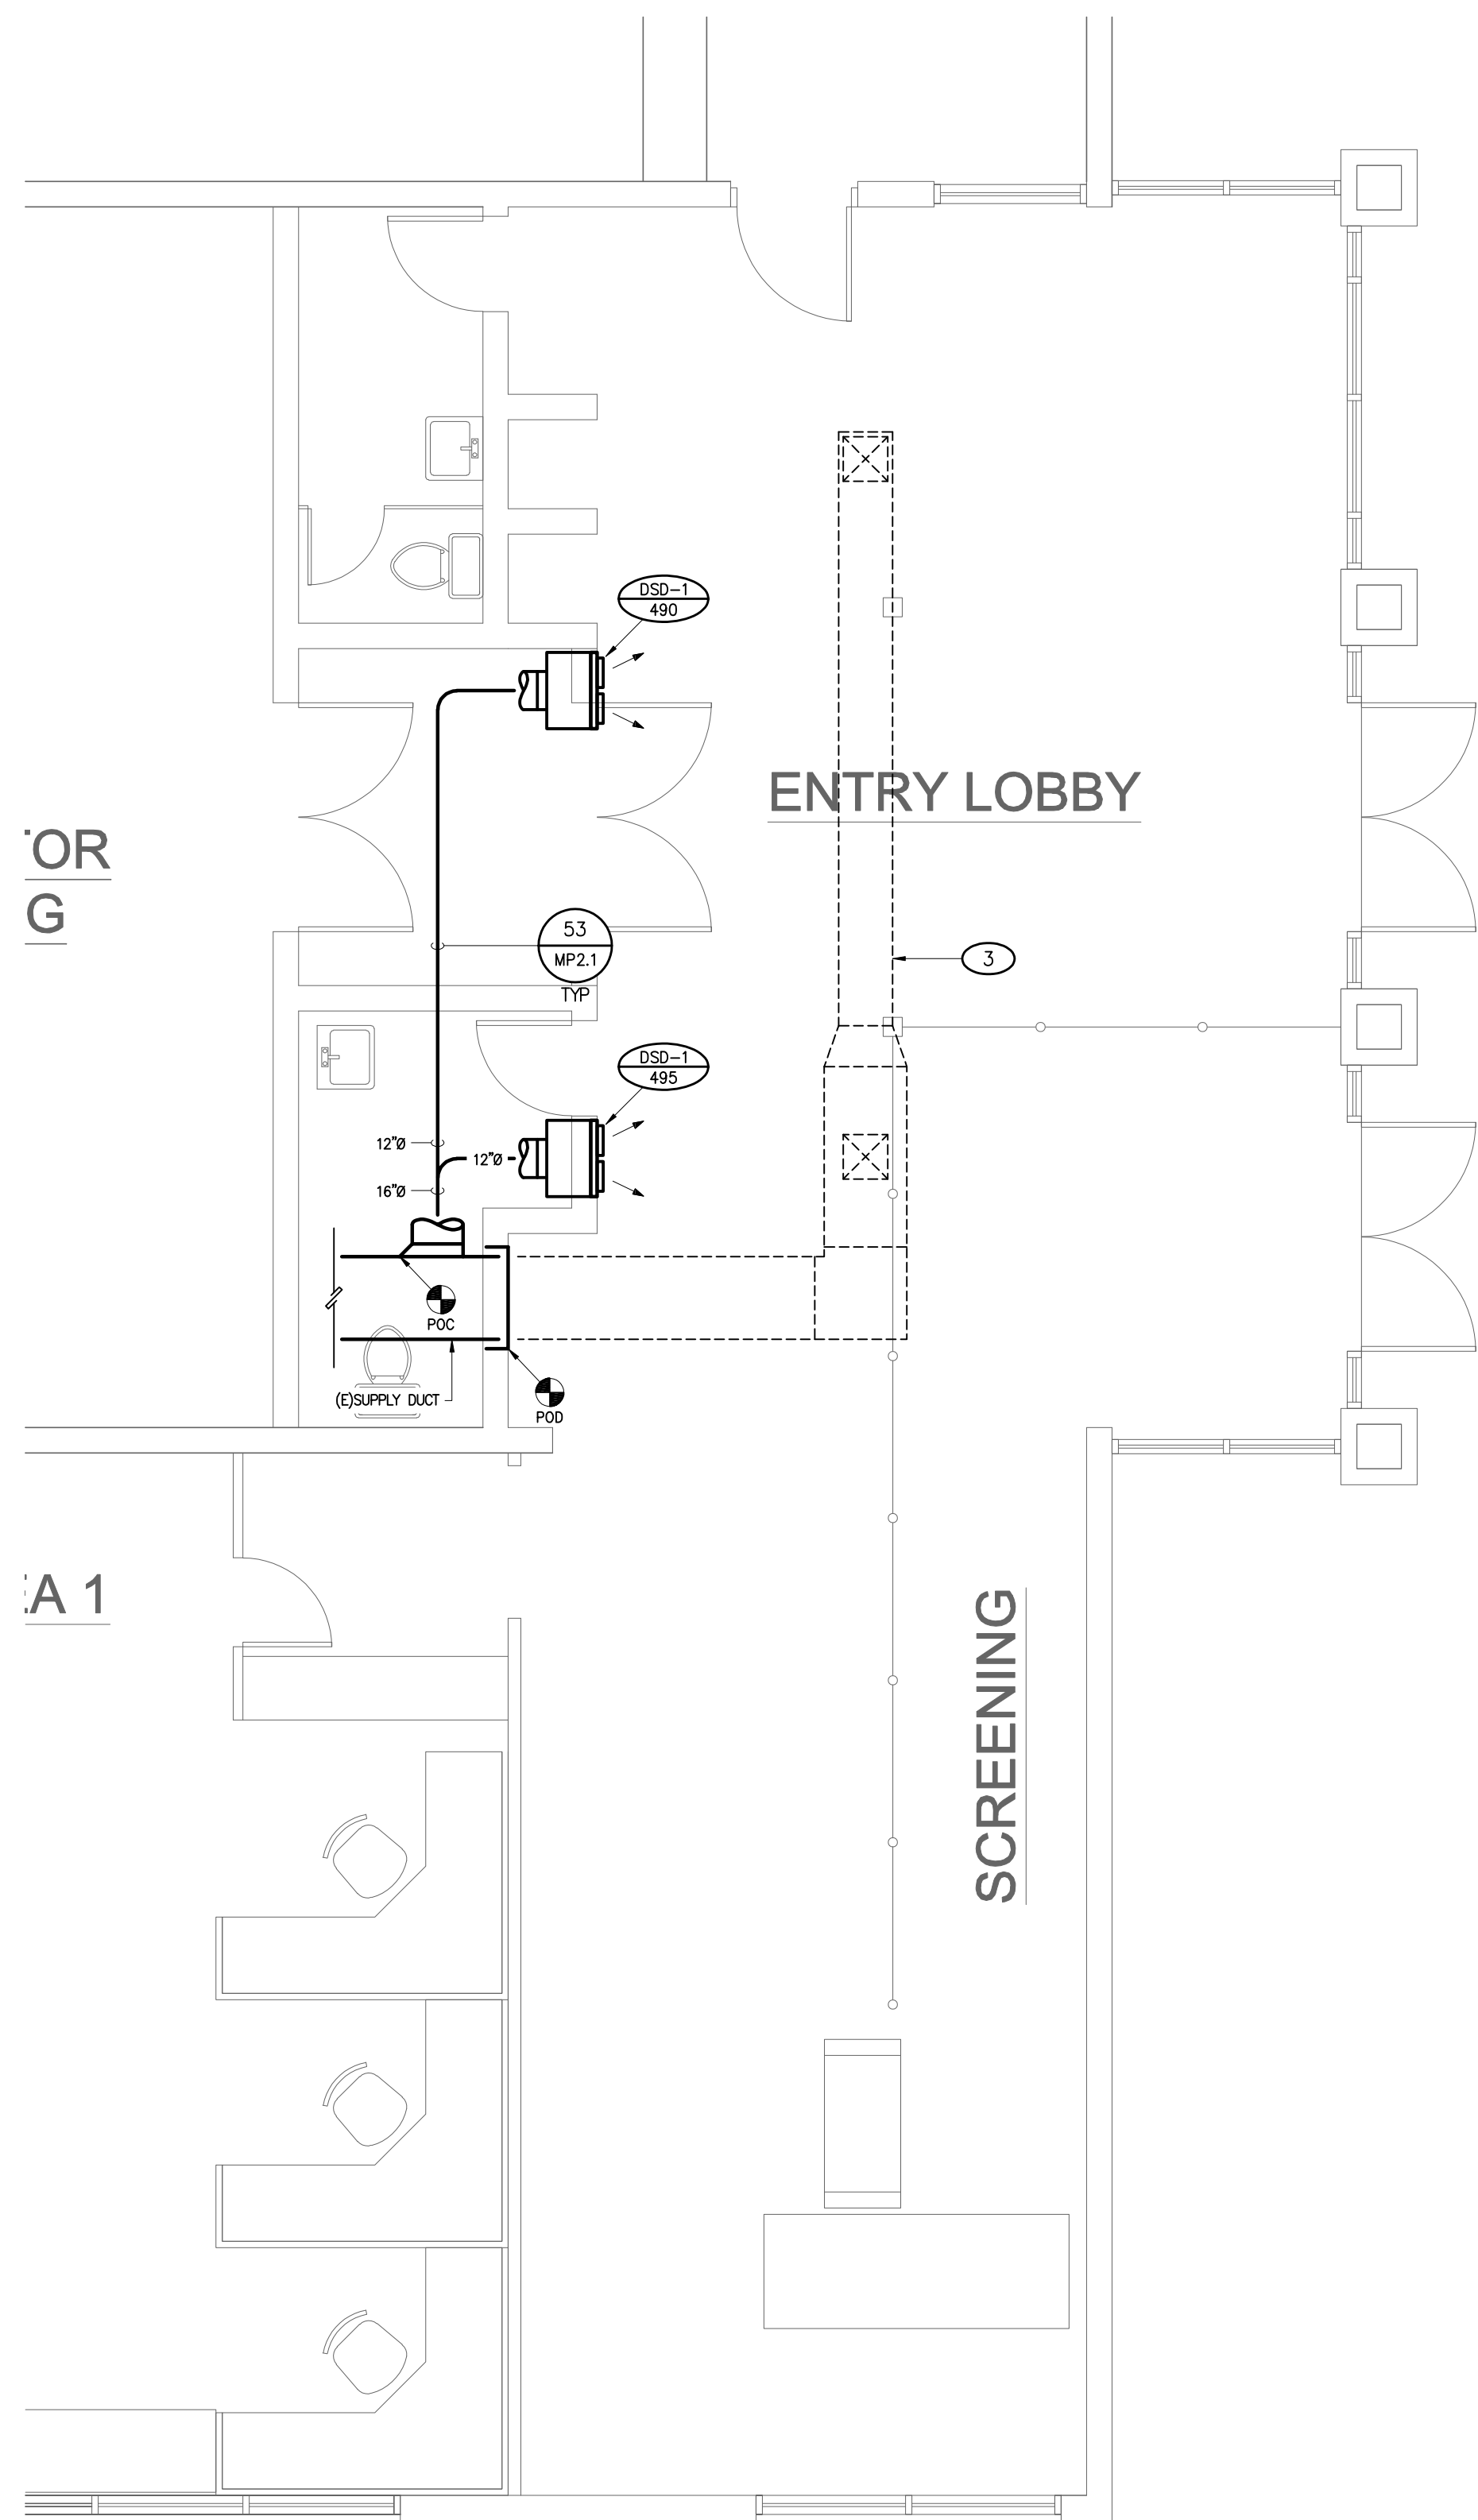 DSD-1
490
ENTRY LOBBY
OR
G
53
MP2.1
TYP
3
DSD-1
495
12"Ø
12"Ø
16"Ø
POC
(E)SUPPLY DUCT
POD
A 1
SCREENING